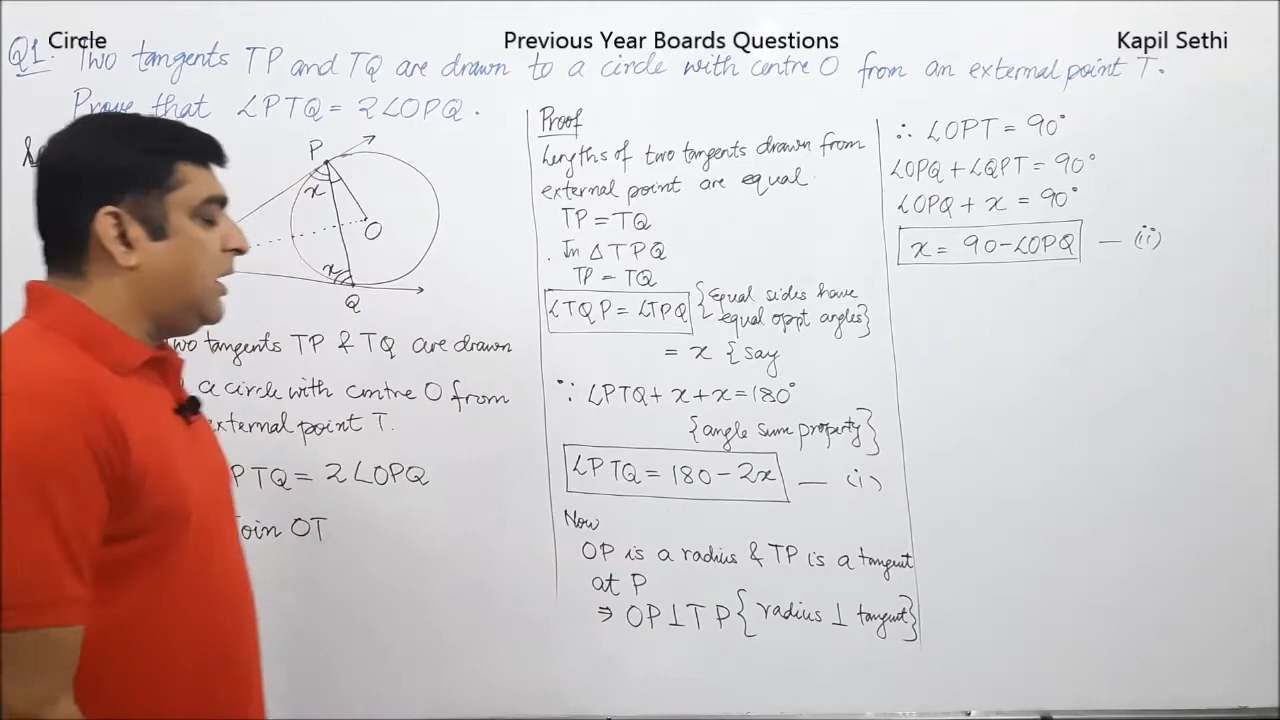 Circle
Previous Year Boards Questions
Kapil Sethi
Q1. Two tangents TP and TQ are drawn to a circle with centre O from an external point T.
Prove that ∠PTQ = 2∠OPQ.
P
x
O
x
Q
Two tangents TP & TQ are drawn
a circle with centre O from
external point T.
PTQ = 2∠OPQ
Join OT
Proof
Lengths of two tangents drawn from
external point are equal.
TP = TQ
In △TPQ
TP = TQ
∠TQP = ∠TPQ {Equal sides have
equal oppt angles}
= x {say
∵ ∠PTQ + x + x = 180°
{angle sum property}
∠PTQ = 180 - 2x — (i)
Now
OP is a radius & TP is a tangent
at P
⇒ OP⊥TP {radius ⊥ tangent}
∴ ∠OPT = 90°
∠OPQ + ∠QPT = 90°
∠OPQ + x = 90°
x = 90 - ∠OPQ — (ii)